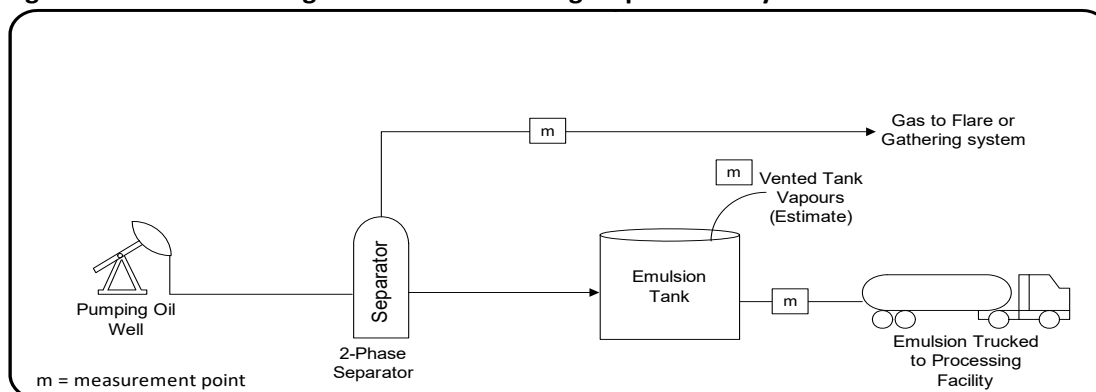 m
Gas to Flare or
Gathering system
m
Vented Tank
Vapours
(Estimate)
Separator
Emulsion
Tank
m
Pumping Oil
Well
2-Phase
Separator
Emulsion Trucked
to Processing
Facility
m = measurement point